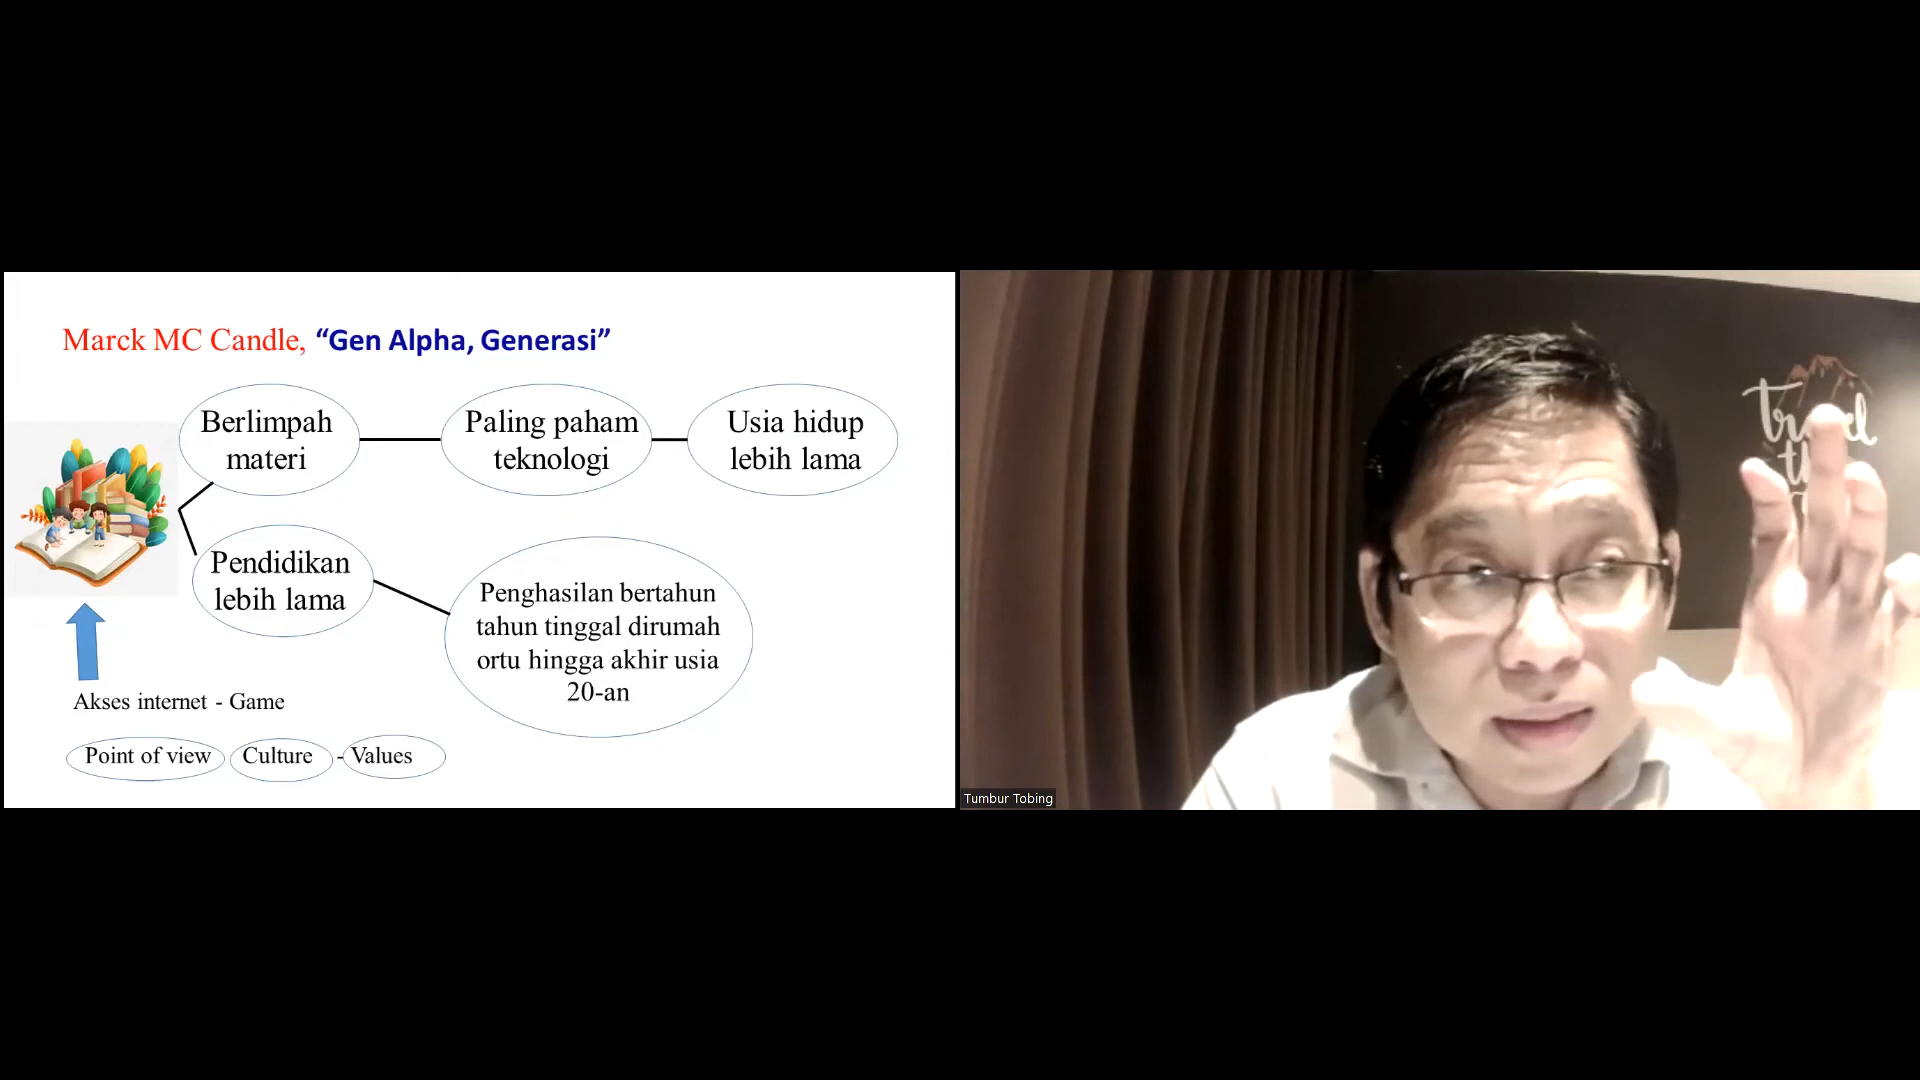 Marck MC Candle, “Gen Alpha, Generasi”
Berlimpah
materi
Paling paham
teknologi
Usia hidup
lebih lama
Pendidikan
lebih lama
Penghasilan bertahun
tahun tinggal dirumah
ortu hingga akhir usia
20-an
Akses internet - Game
Point of view Culture - Values
travel
Tumbur Tobing